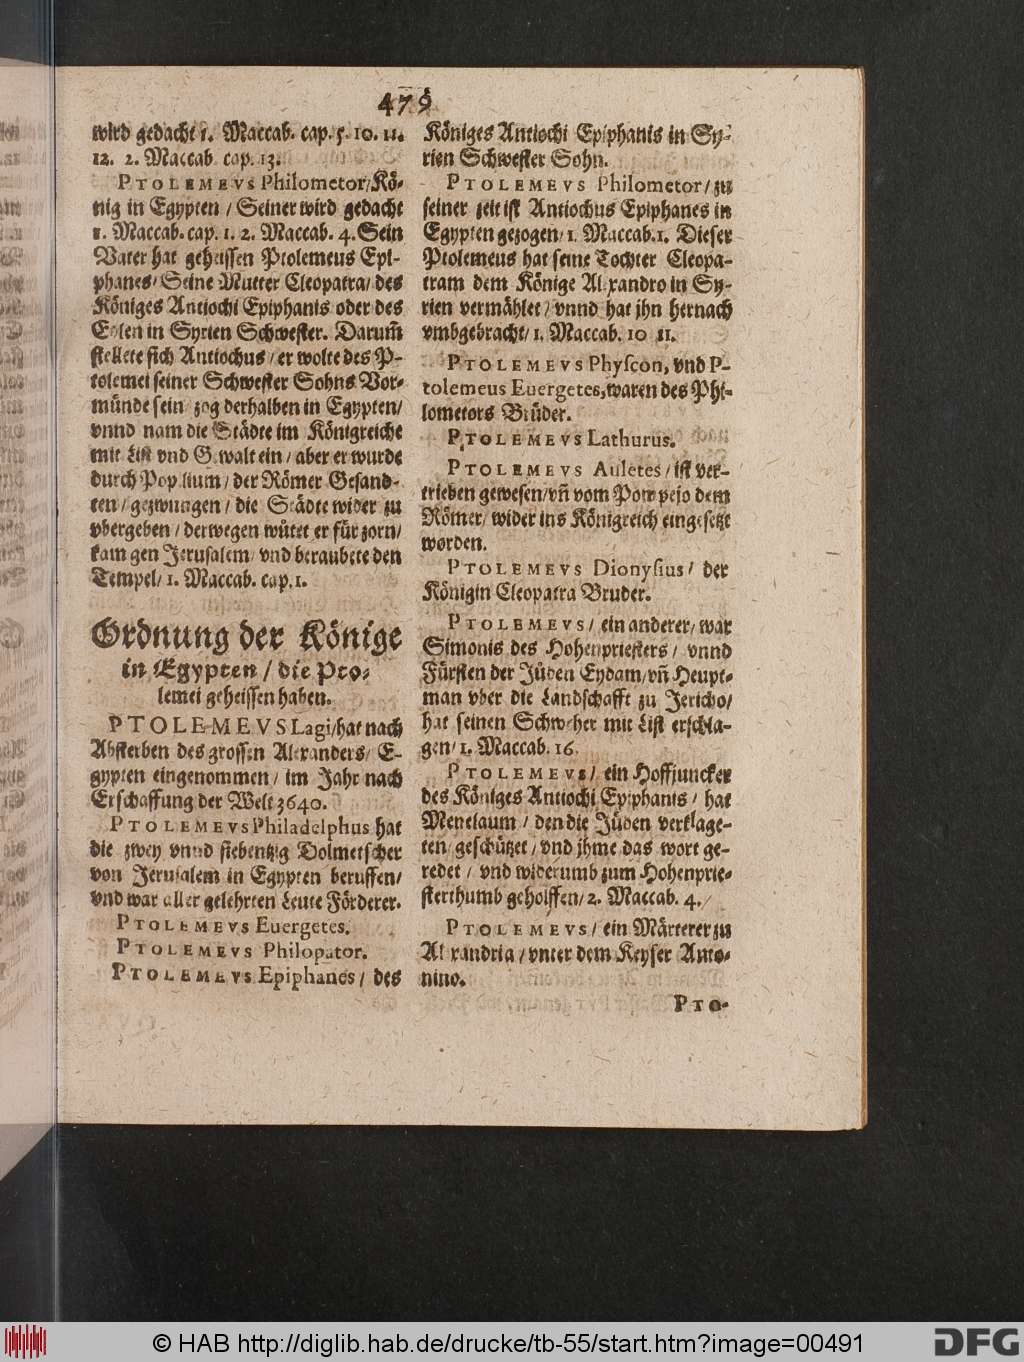 479
wird gedacht 1. Maccab. cap. 5. 10. 11.
12. 2. Maccab cap. 13.
PTOLEMEVS Philometor/Kö-
nig in Egypten / Seiner wird gedacht
1. Maccab. cap. 1. 2. Maccab. 4. Sein
Vater hat geheissen Ptolemeus Epi-
phanes/ Seine Mutter Cleopatra/ des
Königes Antiochi Epiphanis oder des
Edlen in Syrien Schwester. Darum̃
stellete sich Antiochus / er wolte des P-
tolemei seiner Schwester Sohns Vor-
münde sein/ zog derhalben in Egypten/
vnnd nam die Städte im Königreiche
mit List vnd Gewalt ein / aber er wurde
durch Popilium / der Römer Gesand-
ten / gezwungen / die Städte wider zu
vbergeben / derwegen wütet er für zorn/
kam gen Jerusalem/ vnd beraubete den
Tempel/ 1. Maccab. cap. 1.
Ordnung der Könige
in Egypten / die Pto-
lemei geheissen haben.
PTOLEMEVS Lagi/hat nach
Absterben des grossen Alexanders/ E-
gypten eingenommen / im Jahr nach
Erschaffung der Welt 3640.
PTOLEMEVS Philadelphus hat
die zwey vnnd siebentzig Dolmetscher
von Jerusalem in Egypten beruffen/
vnd war aller gelehrten Leute Förderer.
PTOLEMEVS Euergetes.
PTOLEMEVS Philopator.
PTOLEMEVS Epiphanes / des
Königes Antiochi Epiphanis in Sy-
rien Schwester Sohn.
PTOLEMEVS Philometor / zu
seiner zeit ist Antiochus Epiphanes in
Egypten gezogen/ 1. Maccab. 1. Dieser
Ptolemeus hat seine Tochter Cleopa-
tram dem Könige Alexandro in Sy-
rien vermählet / vnnd hat jhn hernach
vmbgebracht/ 1. Maccab. 10 11.
PTOLEMEVS Physcon, vnd P-
tolemeus Euergetes, waren des Phi-
lometors Brüder.
PTOLEMEVS Lathurus.
PTOLEMEVS Auletes / ist ver-
trieben gewesen/vñ vom Pompejo dem
Römer/ wider ins Königreich eingesetzt
worden.
PTOLEMEVS Dionysius / der
Königin Cleopatra Bruder.
PTOLEMEVS / ein anderer/ war
Simonis des Hohenpriesters / vnnd
Fürsten der Jüden Eydam/ vñ Heupt-
man vber die Landschafft zu Jericho/
hat seinen Schweher mit List erschla-
gen/ 1. Maccab. 16.
PTOLEMEVS / ein Hoffjuncker
des Königes Antiochi Epiphanis / hat
Menelaum / den die Jüden verklage-
ten/ geschützet / vnd jhme das wort ge-
redet / vnd widerumb zum Hohenprie-
sterthumb geholffen/ 2. Maccab. 4.
PTOLEMEVS / ein Märterer zu
Alexandria / vnter dem Keyser Anto-
nino.
PTO-
© HAB http://diglib.hab.de/drucke/tb-55/start.htm?image=00491
DFG